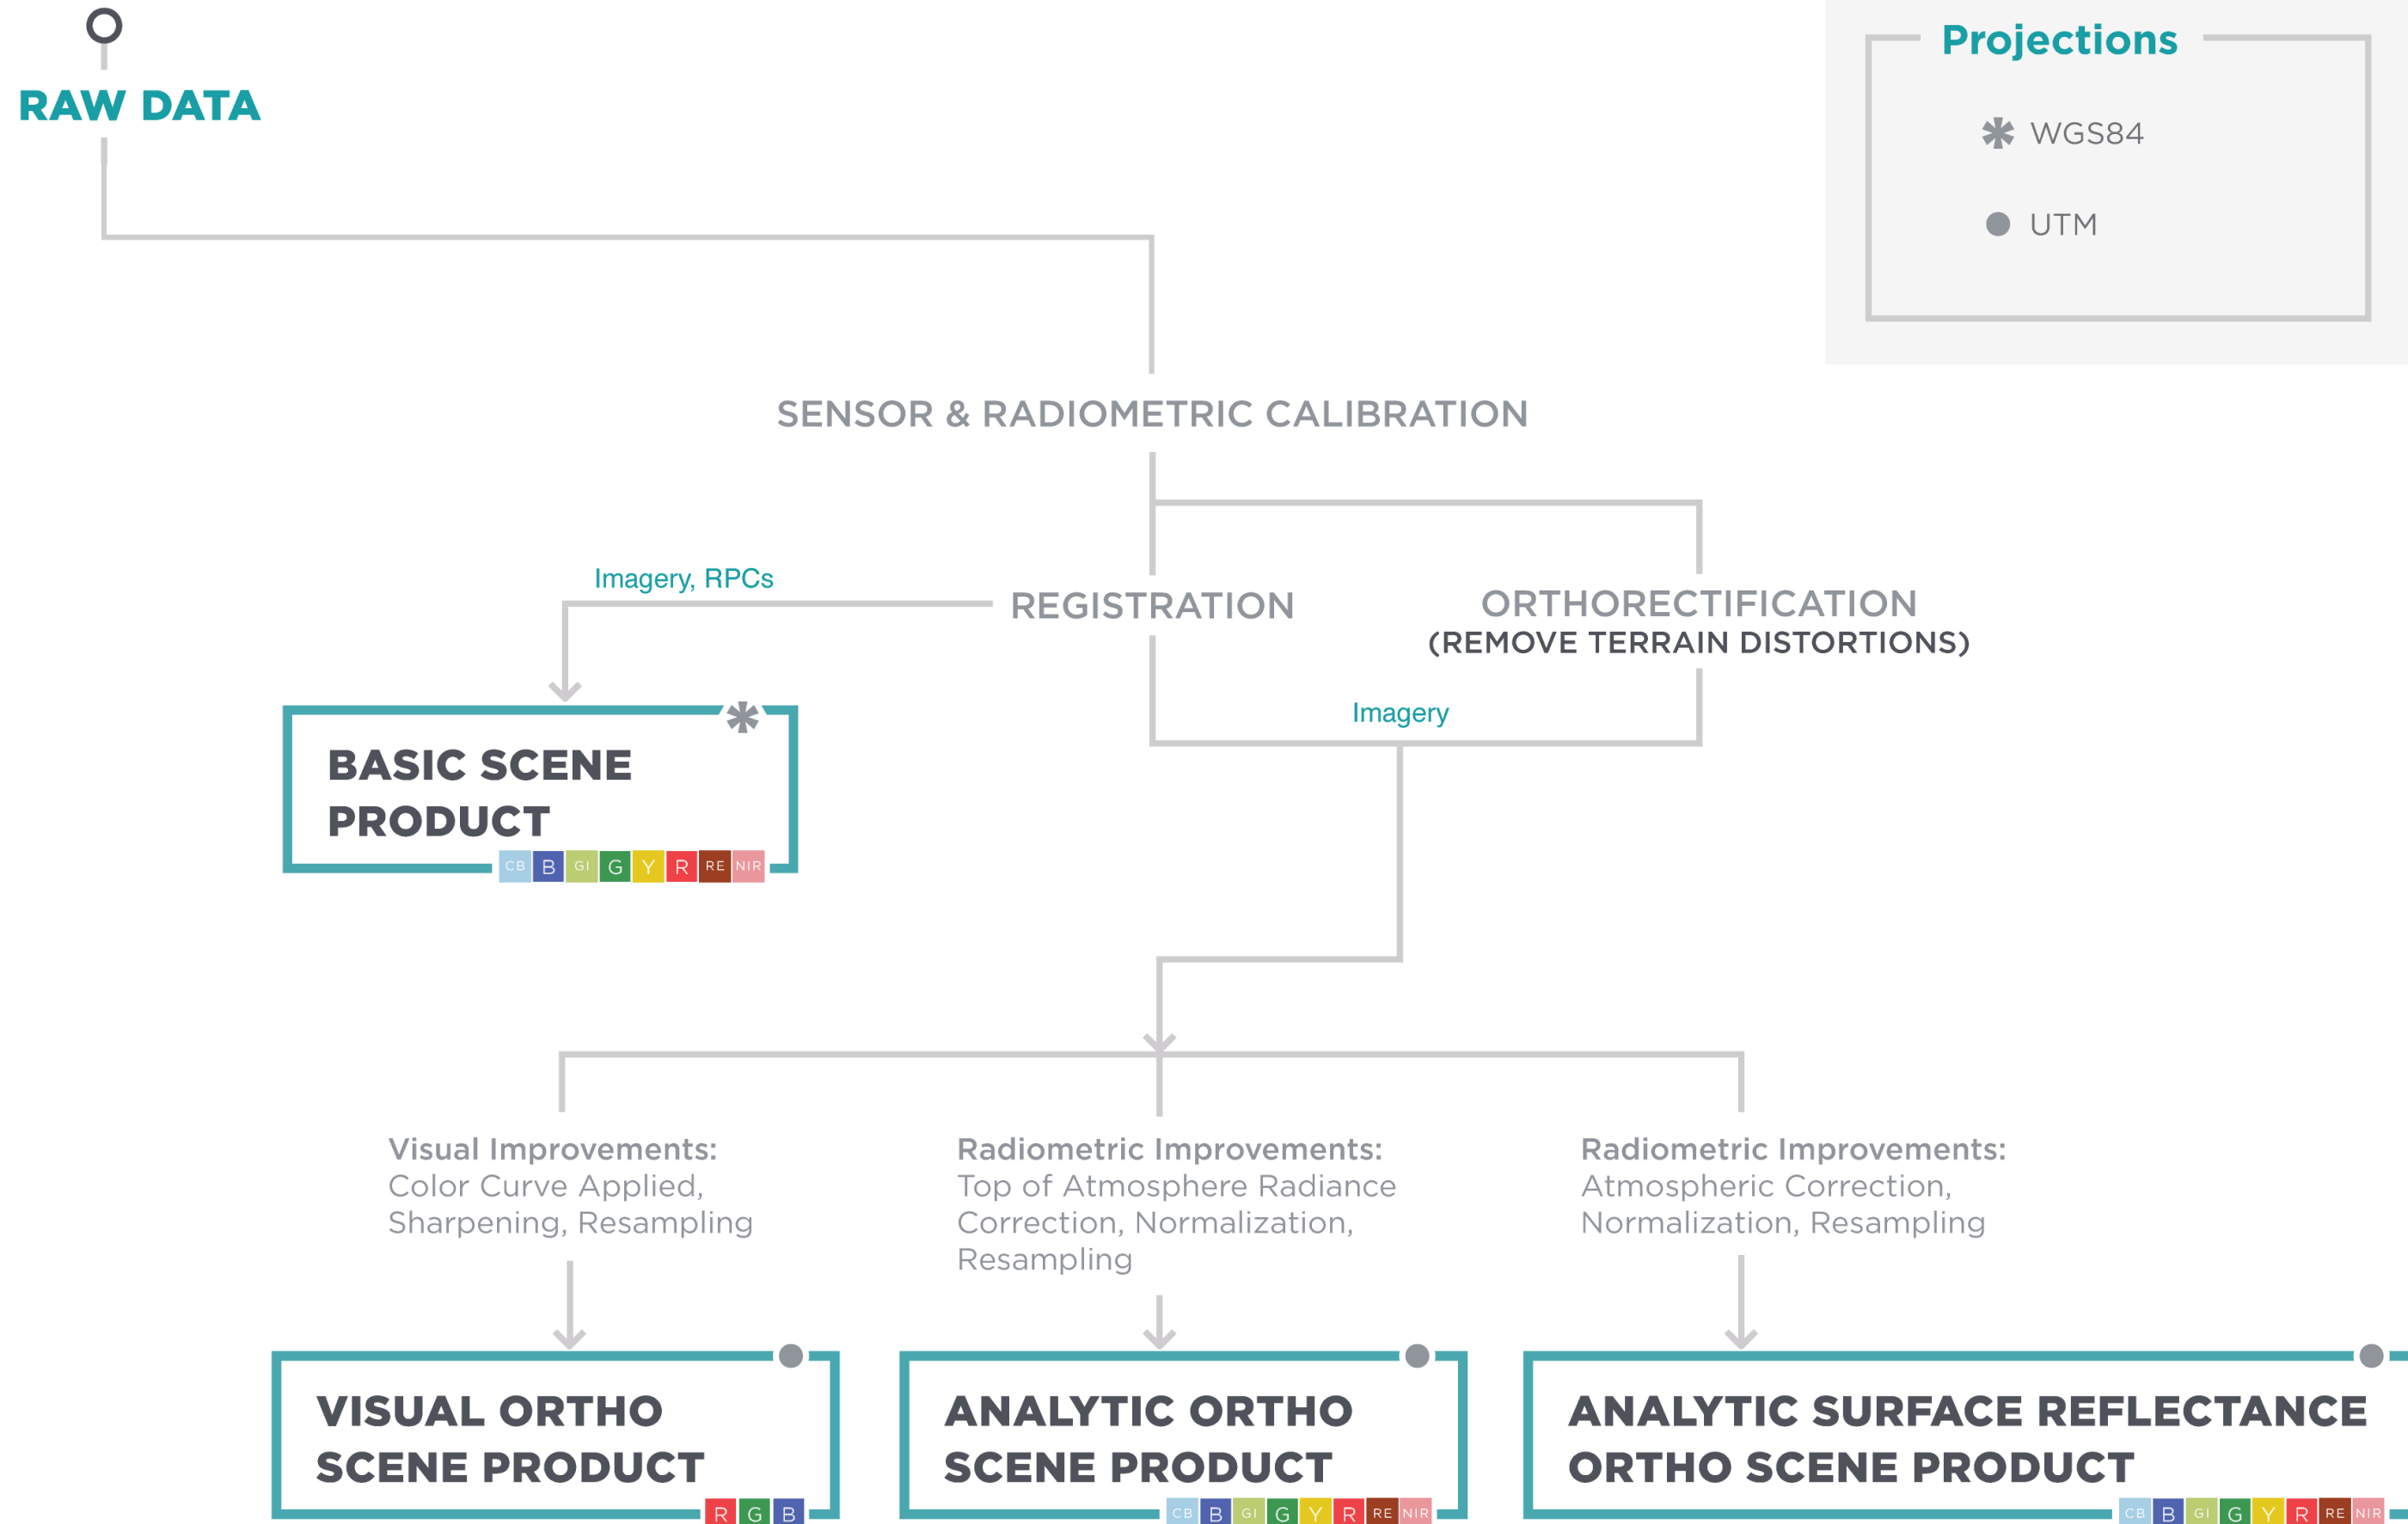 RAW DATA
Projections
WGS84
UTM
SENSOR & RADIOMETRIC CALIBRATION
Imagery, RPCs
REGISTRATION
ORTHORECTIFICATION
(REMOVE TERRAIN DISTORTIONS)
Imagery
BASIC SCENE
PRODUCT
CB B GI G Y R RE NIR
Visual Improvements:
Color Curve Applied,
Sharpening, Resampling
Radiometric Improvements:
Top of Atmosphere Radiance
Correction, Normalization,
Resampling
Radiometric Improvements:
Atmospheric Correction,
Normalization, Resampling
VISUAL ORTHO
SCENE PRODUCT
R G B
ANALYTIC ORTHO
SCENE PRODUCT
CB B GI G Y R RE NIR
ANALYTIC SURFACE REFLECTANCE
ORTHO SCENE PRODUCT
CB B GI G Y R RE NIR